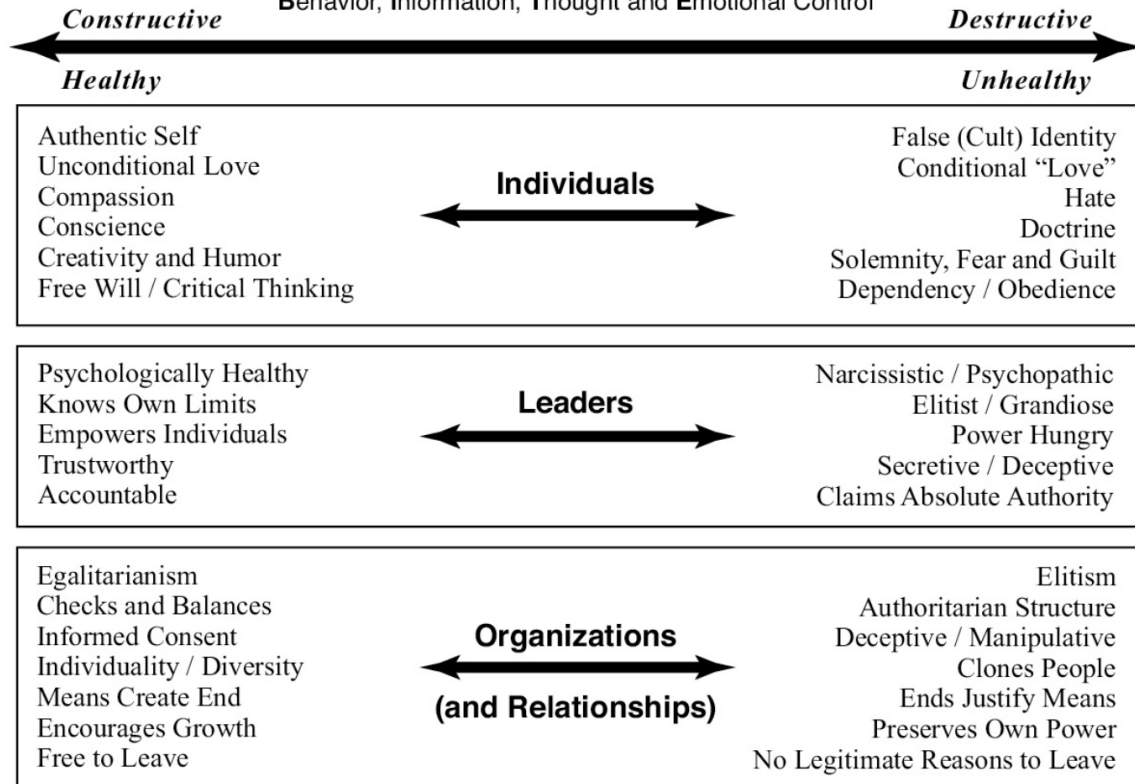 Behavior, Information, Thought and Emotional Control
Constructive
Destructive
Healthy
Unhealthy
Authentic Self
Unconditional Love
Compassion
Conscience
Creativity and Humor
Free Will / Critical Thinking
Individuals
False (Cult) Identity
Conditional “Love”
Hate
Doctrine
Solemnity, Fear and Guilt
Dependency / Obedience
Psychologically Healthy
Knows Own Limits
Empowers Individuals
Trustworthy
Accountable
Leaders
Narcissistic / Psychopathic
Elitist / Grandiose
Power Hungry
Secretive / Deceptive
Claims Absolute Authority
Egalitarianism
Checks and Balances
Informed Consent
Individuality / Diversity
Means Create End
Encourages Growth
Free to Leave
Organizations
(and Relationships)
Elitism
Authoritarian Structure
Deceptive / Manipulative
Clones People
Ends Justify Means
Preserves Own Power
No Legitimate Reasons to Leave